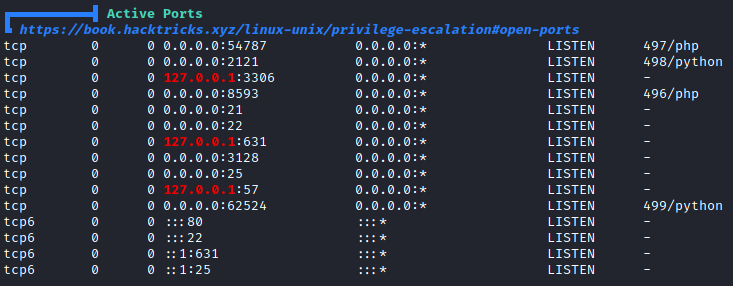 Active Ports
https://book.hacktricks.xyz/linux-unix/privilege-escalation#open-ports
tcp 0 0 0.0.0.0:54787 0.0.0.0:* LISTEN 497/php
tcp 0 0 0.0.0.0:2121 0.0.0.0:* LISTEN 498/python
tcp 0 0 127.0.0.1:3306 0.0.0.0:* LISTEN -
tcp 0 0 0.0.0.0:8593 0.0.0.0:* LISTEN 496/php
tcp 0 0 0.0.0.0:21 0.0.0.0:* LISTEN -
tcp 0 0 0.0.0.0:22 0.0.0.0:* LISTEN -
tcp 0 0 127.0.0.1:631 0.0.0.0:* LISTEN -
tcp 0 0 0.0.0.0:3128 0.0.0.0:* LISTEN -
tcp 0 0 0.0.0.0:25 0.0.0.0:* LISTEN -
tcp 0 0 127.0.0.1:57 0.0.0.0:* LISTEN -
tcp 0 0 0.0.0.0:62524 0.0.0.0:* LISTEN 499/python
tcp6 0 0 :::80 :::* LISTEN -
tcp6 0 0 :::22 :::* LISTEN -
tcp6 0 0 ::1:631 :::* LISTEN -
tcp6 0 0 ::1:25 :::* LISTEN -